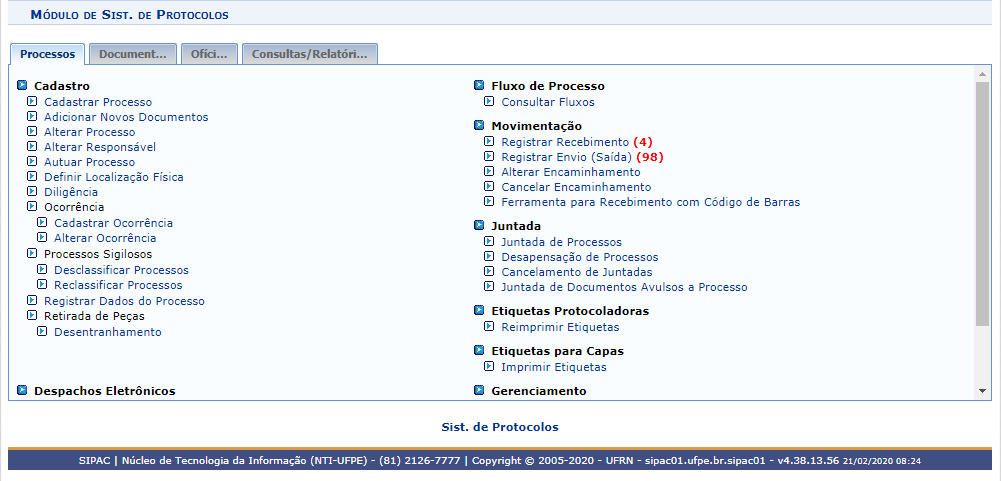 Módulo de Sist. de Protocolos
Processos
Document...
Ofíci...
Consultas/Relatóri...
Cadastro
Cadastrar Processo
Adicionar Novos Documentos
Alterar Processo
Alterar Responsável
Autuar Processo
Definir Localização Física
Diligência
Ocorrência
Cadastrar Ocorrência
Alterar Ocorrência
Processos Sigilosos
Desclassificar Processos
Reclassificar Processos
Registrar Dados do Processo
Retirada de Peças
Desentranhamento
Despachos Eletrônicos
Fluxo de Processo
Consultar Fluxos
Movimentação
Registrar Recebimento (4)
Registrar Envio (Saída) (98)
Alterar Encaminhamento
Cancelar Encaminhamento
Ferramenta para Recebimento com Código de Barras
Juntada
Juntada de Processos
Desapensação de Processos
Cancelamento de Juntadas
Juntada de Documentos Avulsos a Processo
Etiquetas Protocoladoras
Reimprimir Etiquetas
Etiquetas para Capas
Imprimir Etiquetas
Gerenciamento
Sist. de Protocolos
SIPAC | Núcleo de Tecnologia da Informação (NTI-UFPE) - (81) 2126-7777 | Copyright © 2005-2020 - UFRN - sipac01.ufpe.br.sipac01 - v4.38.13.56 21/02/2020 08:24